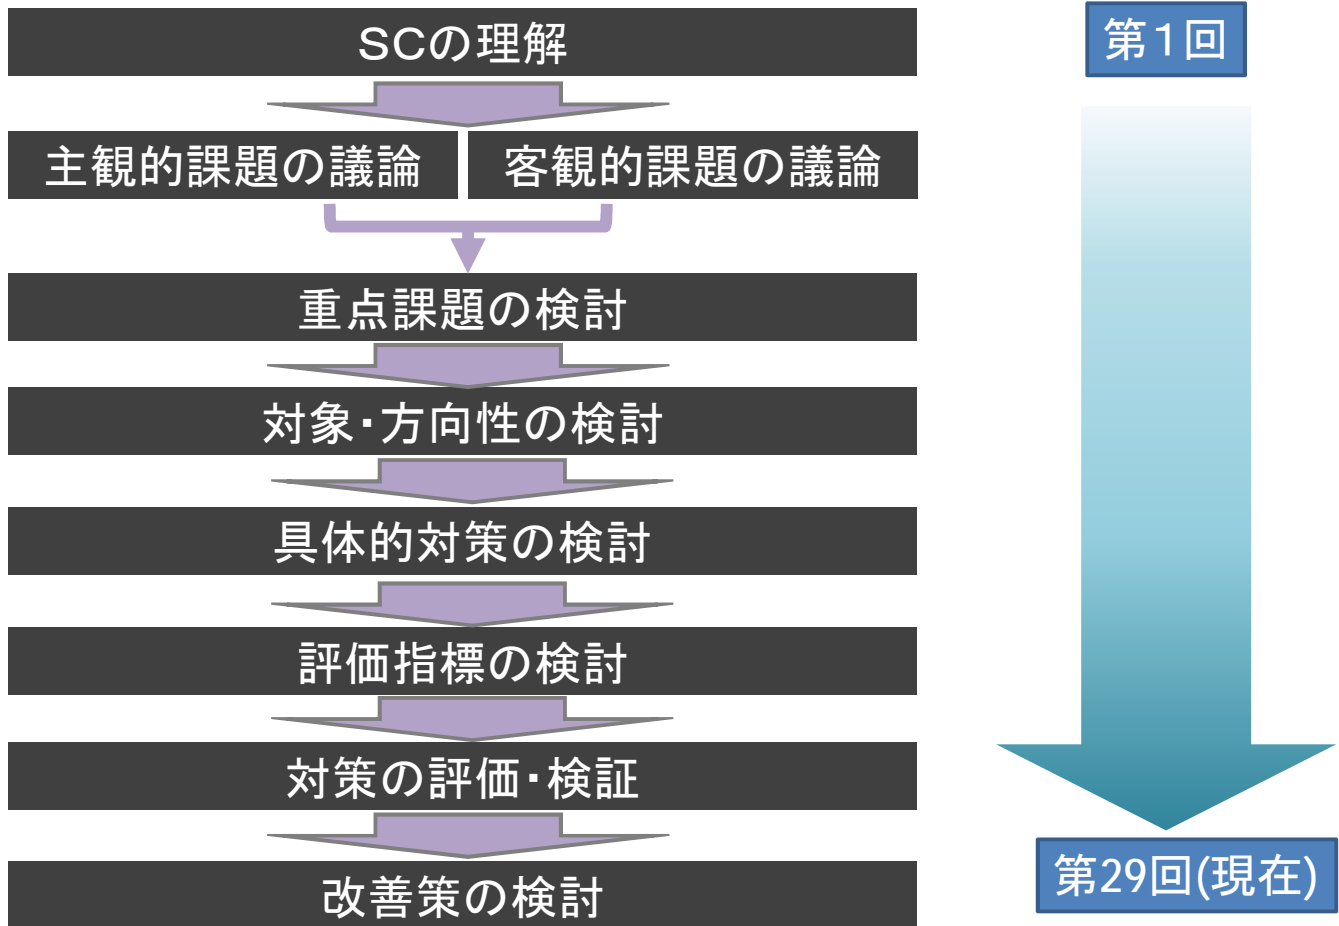 SCの理解
第1回
主観的課題の議論
客観的課題の議論
重点課題の検討
対象・方向性の検討
具体的対策の検討
評価指標の検討
対策の評価・検証
改善策の検討
第29回(現在)